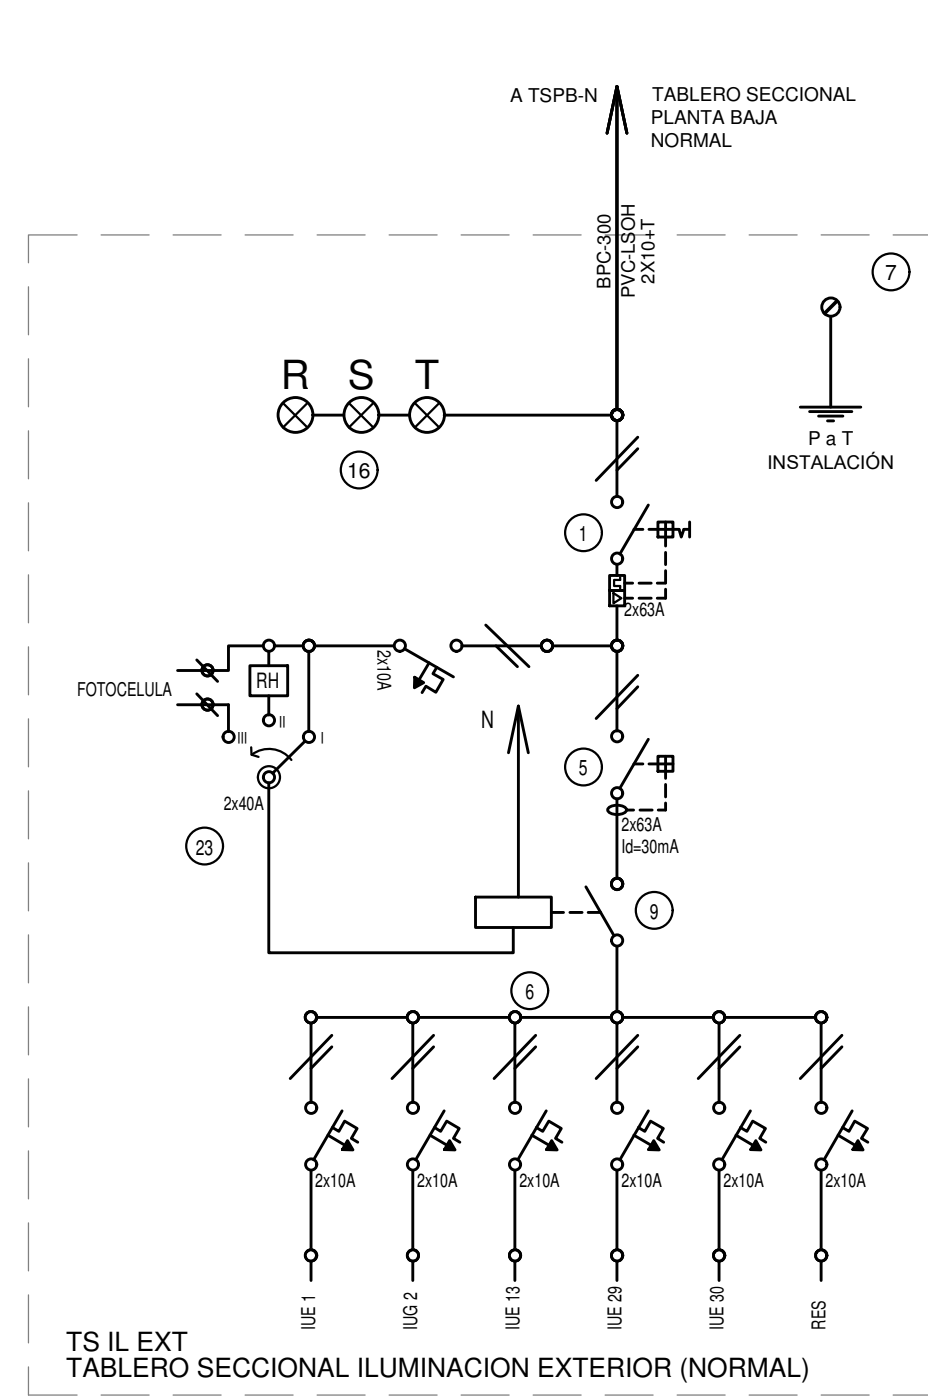 A TSPB-N
TABLERO SECCIONAL
PLANTA BAJA
NORMAL
BPC-300
PVC-LSOH
2X10+T
7
R S T
16
P a T
INSTALACIÓN
1
2x63A
FOTOCELULA
RH
II
III
I
2x10A
N
5
2x40A
2x63A
Id=30mA
23
9
6
2x10A
2x10A
2x10A
2x10A
2x10A
2x10A
IUE 1
IUG 2
IUE 13
IUE 29
IUE 30
RES
TS IL EXT
TABLERO SECCIONAL ILUMINACION EXTERIOR (NORMAL)